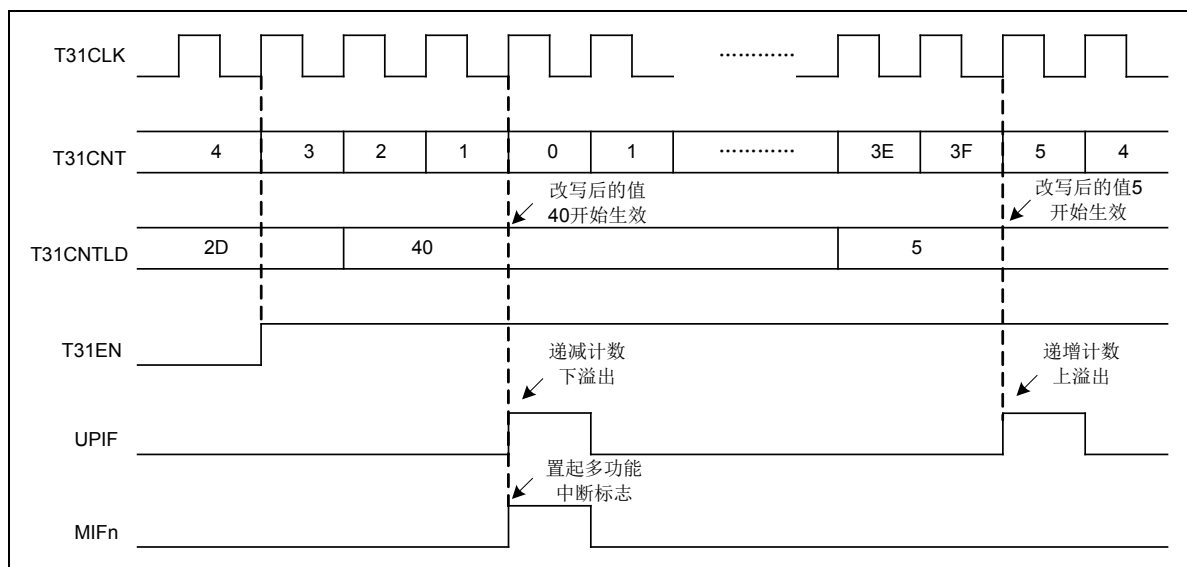 T31CLK
…………
T31CNT
4 3 2 1 0 1 ………… 3E 3F 5 4
改写后的值
40开始生效
改写后的值5
开始生效
T31CNTLD
2D 40 5
T31EN
递减计数
下溢出
递增计数
上溢出
UPIF
置起多功能
中断标志
MIFn